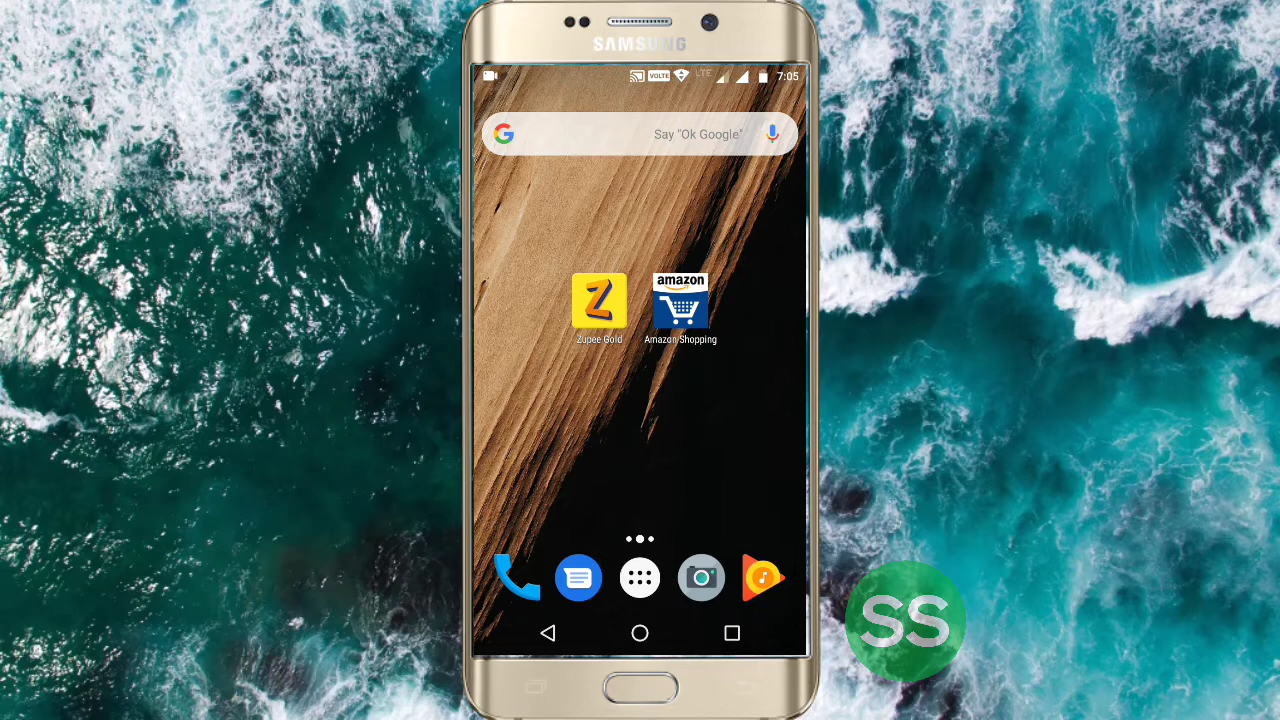 SAMSUNG
VOLTE LTE 7:05
G Say "Ok Google"
Z amazon
Zupee Gold Amazon Shopping
SS